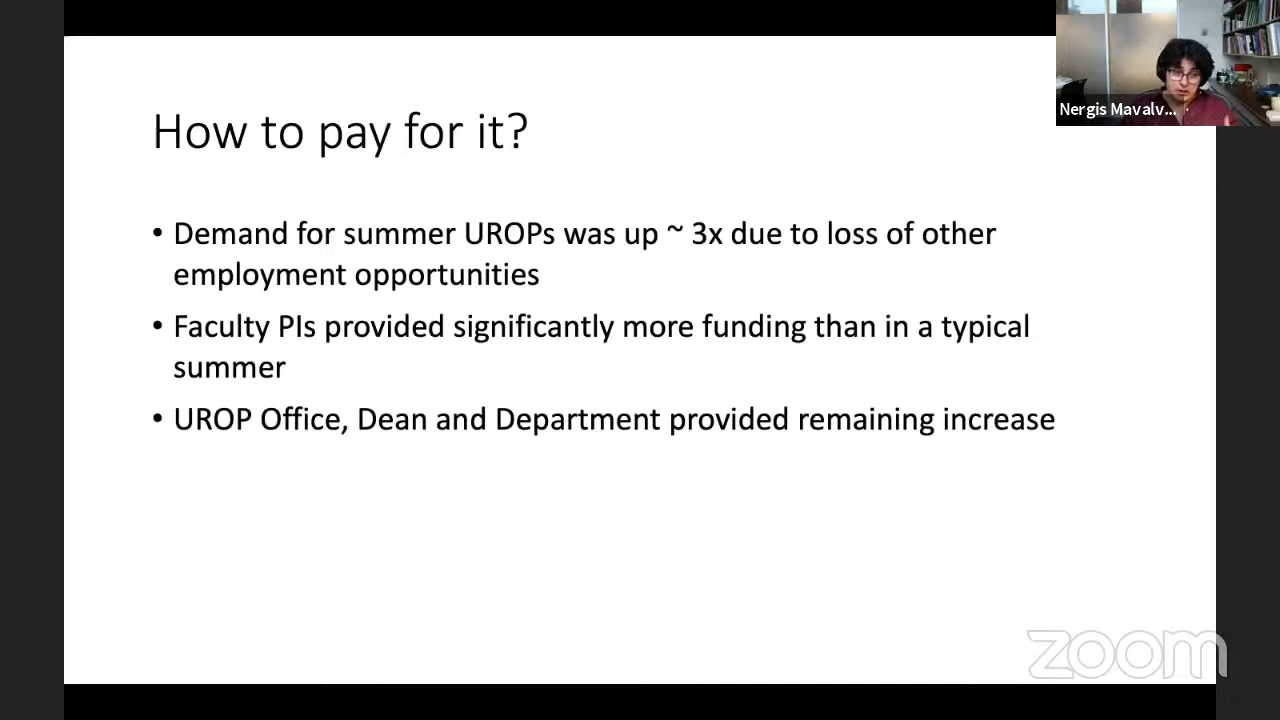 Nergis Mavalv...
How to pay for it?
• Demand for summer UROPs was up ~ 3x due to loss of other
employment opportunities
• Faculty PIs provided significantly more funding than in a typical
summer
• UROP Office, Dean and Department provided remaining increase
zoom